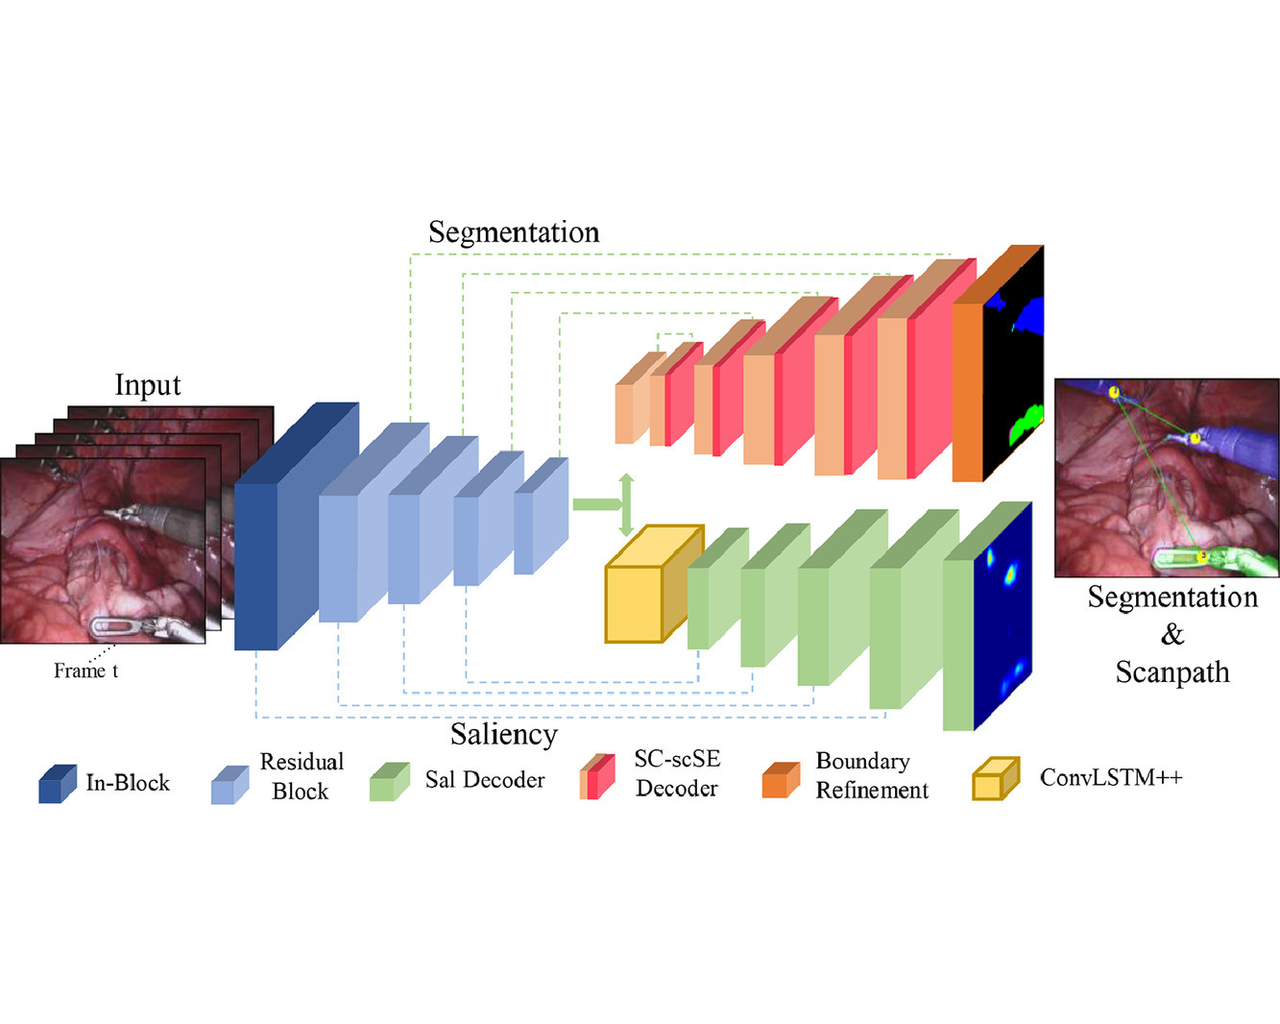 Segmentation
Input
Frame t
Segmentation
&
Scanpath
Saliency
In-Block
Residual
Block
Sal Decoder
SC-scSE
Decoder
Boundary
Refinement
ConvLSTM++